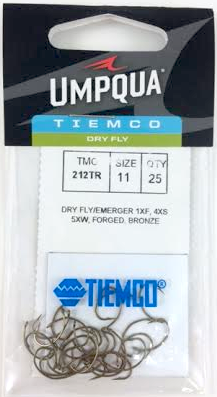 UMPQUA
TIEMCO
DRY FLY
TMC SIZE QTY
212TR 11 25
DRY FLY/EMERGER 1XF, 4XS
5XW, FORGED, BRONZE
TIEMCO®